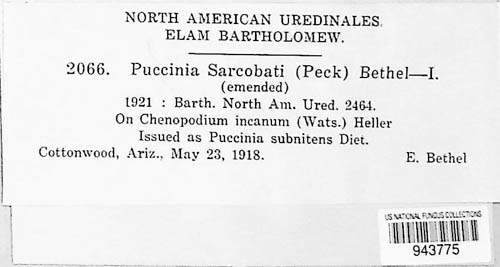 NORTH AMERICAN UREDINALES.
ELAM BARTHOLOMEW.
2066. Puccinia Sarcobati (Peck) Bethel—I.
(emended)
1921 : Barth. North Am. Ured. 2464.
On Chenopodium incanum (Wats.) Heller
Issued as Puccinia subnitens Diet.
Cottonwood, Ariz., May 23, 1918. E. Bethel
US NATIONAL FUNGUS COLLECTIONS
943775